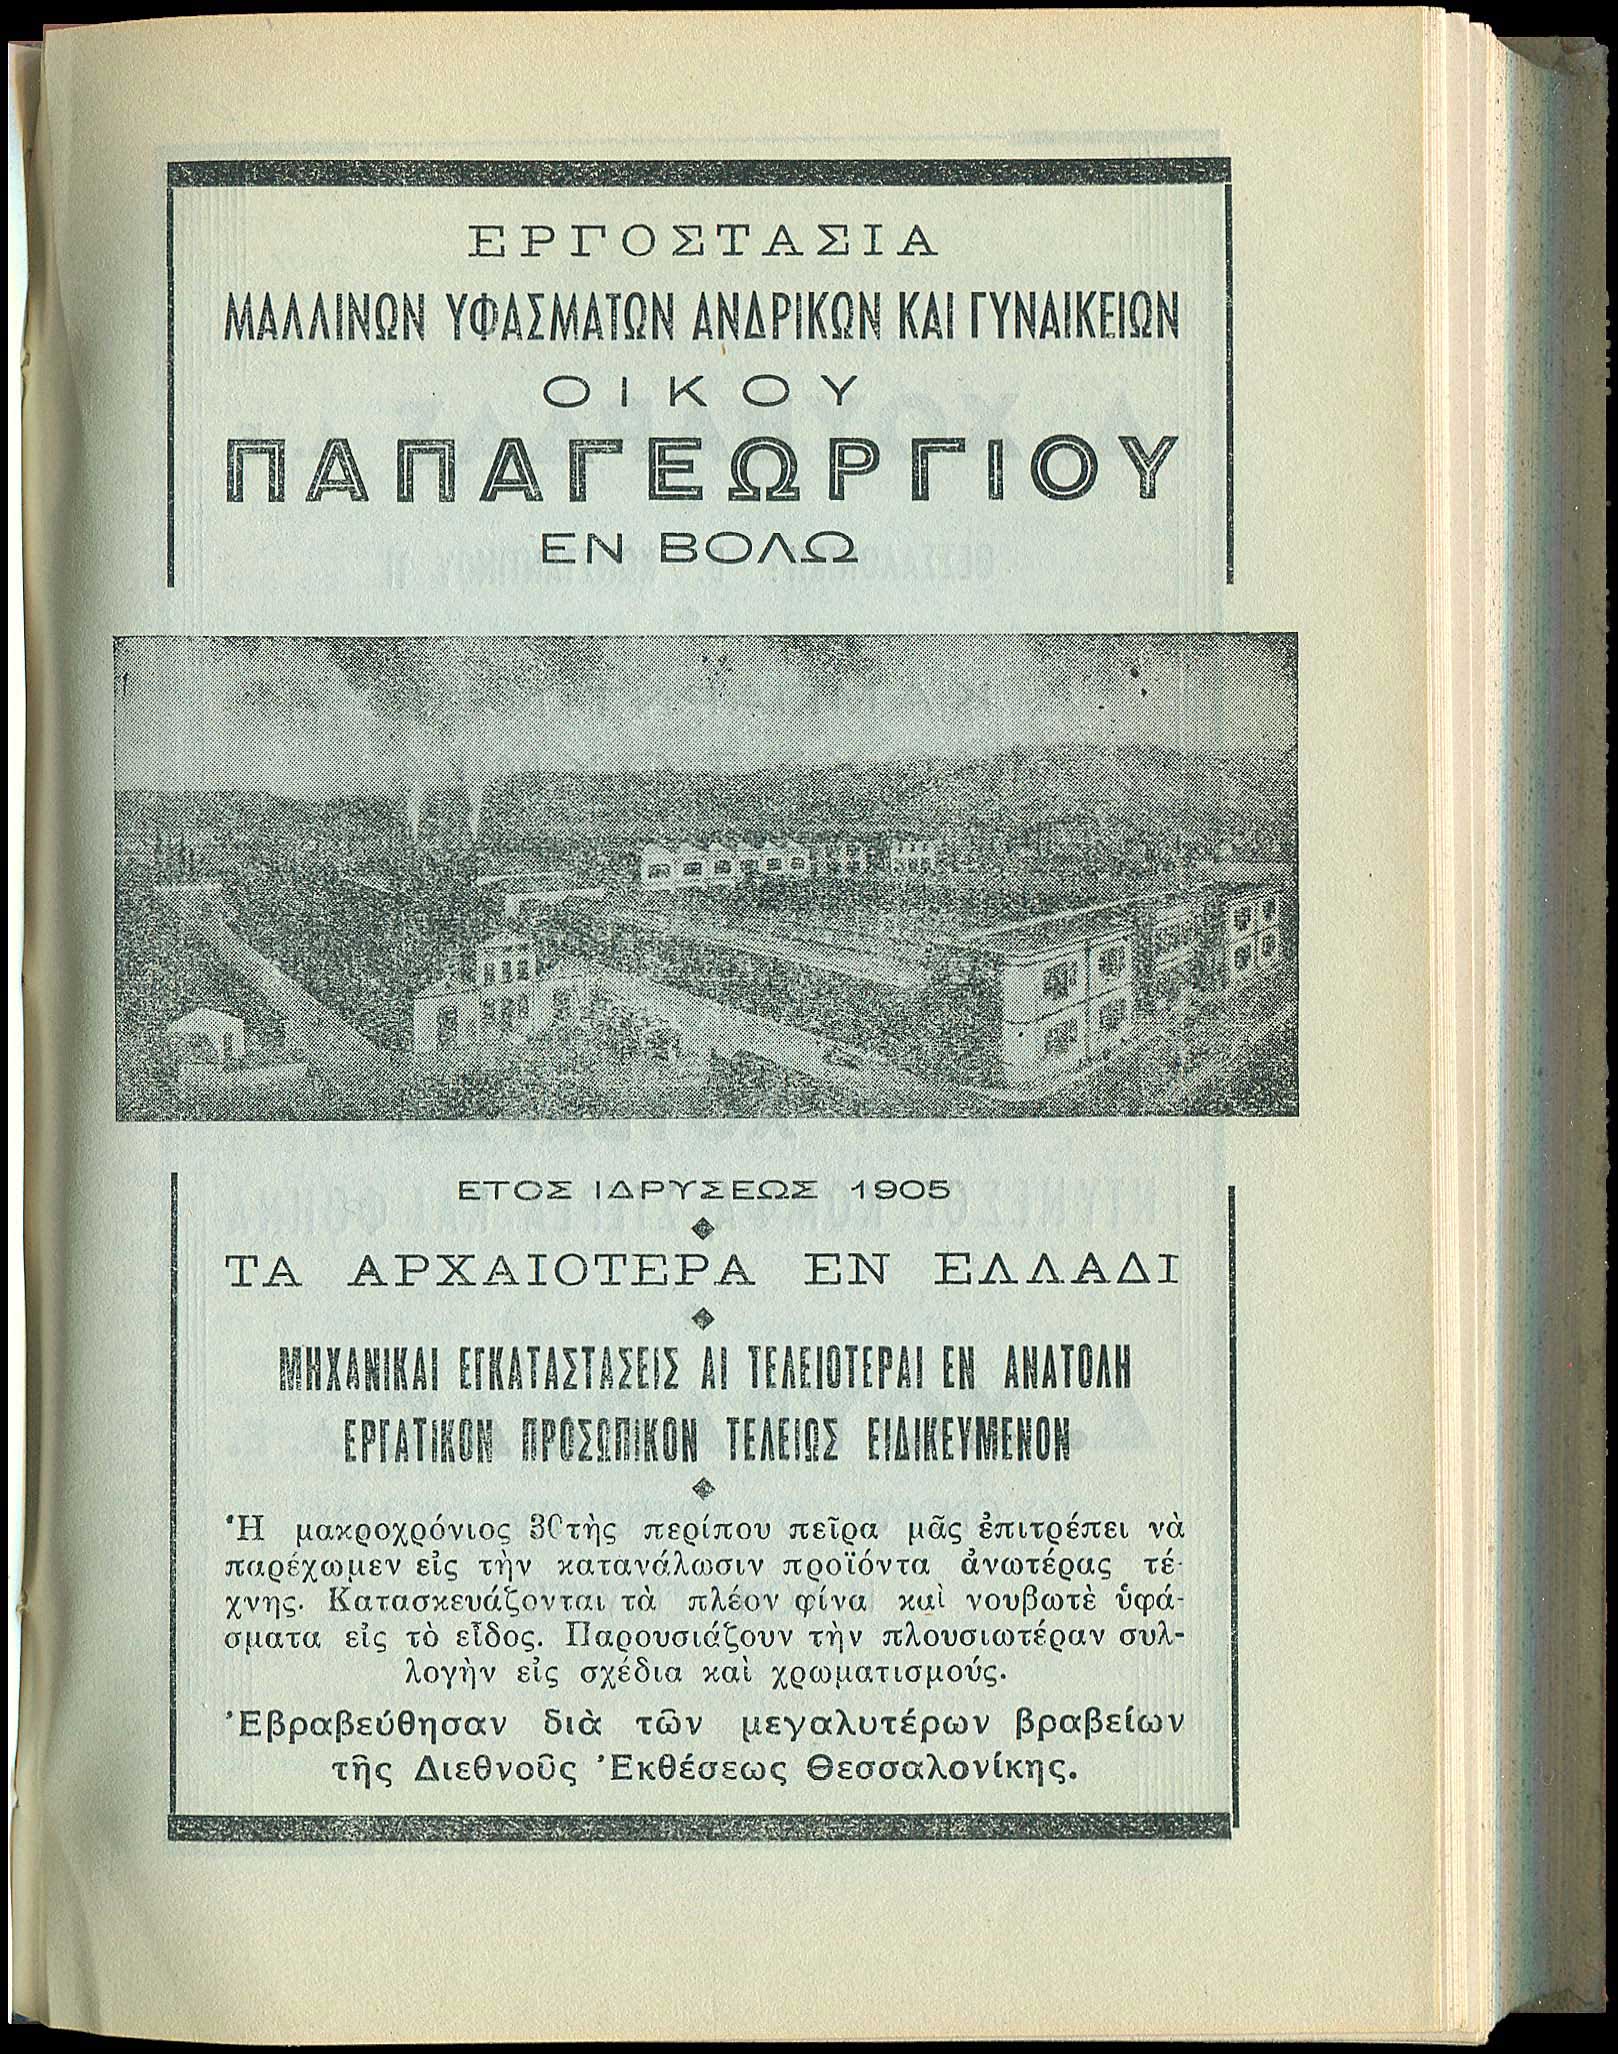 ΕΡΓΟΣΤΑΣΙΑ
ΜΑΛΛΙΝΩΝ ΥΦΑΣΜΑΤΩΝ ΑΝΔΡΙΚΩΝ ΚΑΙ ΓΥΝΑΙΚΕΙΩΝ
ΟΙΚΟΥ
ΠΑΠΑΓΕΩΡΓΙΟΥ
ΕΝ ΒΟΛΩ
ΕΤΟΣ ΙΔΡΥΣΕΩΣ 1905
ΤΑ ΑΡΧΑΙΟΤΕΡΑ ΕΝ ΕΛΛΑΔΙ
ΜΗΧΑΝΙΚΑΙ ΕΓΚΑΤΑΣΤΑΣΕΙΣ ΑΙ ΤΕΛΕΙΟΤΕΡΑΙ ΕΝ ΑΝΑΤΟΛΗ
ΕΡΓΑΤΙΚΟΝ ΠΡΟΣΩΠΙΚΟΝ ΤΕΛΕΙΩΣ ΕΙΔΙΚΕΥΜΕΝΟΝ
Ἡ μακροχρόνιος 30τὴς περίπου πεῖρα μᾶς ἐπιτρέπει νὰ
παρέχωμεν εἰς τὴν κατανάλωσιν προϊόντα ἀνωτέρας τέ-
χνης. Κατασκευάζονται τὰ πλέον φίνα καὶ νουβωτὲ ὑφά-
σματα εἰς τὸ εἶδος. Παρουσιάζουν τὴν πλουσιωτέραν συλ-
λογὴν εἰς σχέδια καὶ χρωματισμούς.
Ἐβραβεύθησαν διὰ τῶν μεγαλυτέρων βραβείων
τῆς Διεθνοῦς Ἐκθέσεως Θεσσαλονίκης.